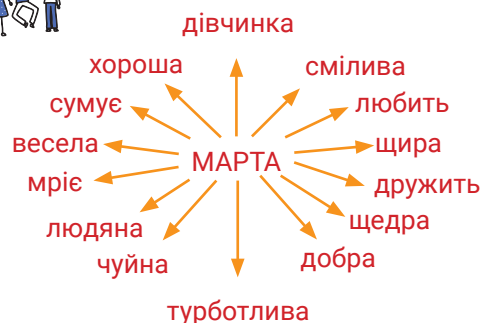 дівчинка
хороша
смілива
сумує
любить
весела
щира
МАРТА
мріє
дружить
щедра
людяна
чуйна
добра
турботлива